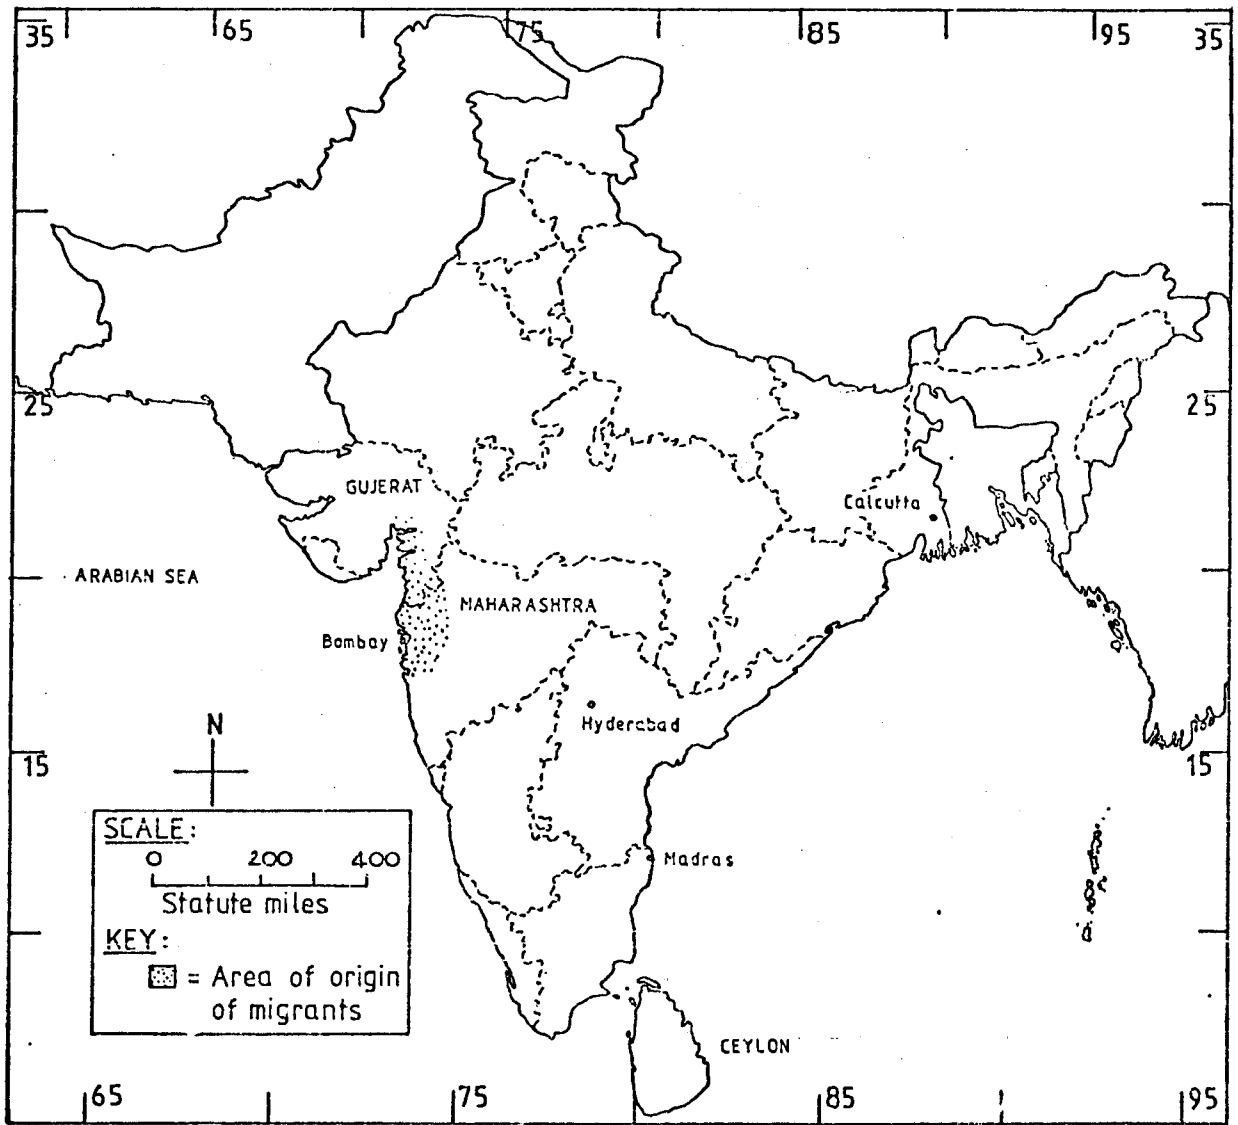 35 65 75 85 95 35
25 25
GUJERAT
Calcutta
ARABIAN SEA
MAHARASHTRA
Bombay
Hyderabad
N
15 15
SCALE:
0 200 400
Statute miles
KEY:
= Area of origin
of migrants
Madras
CEYLON
65 75 85 95